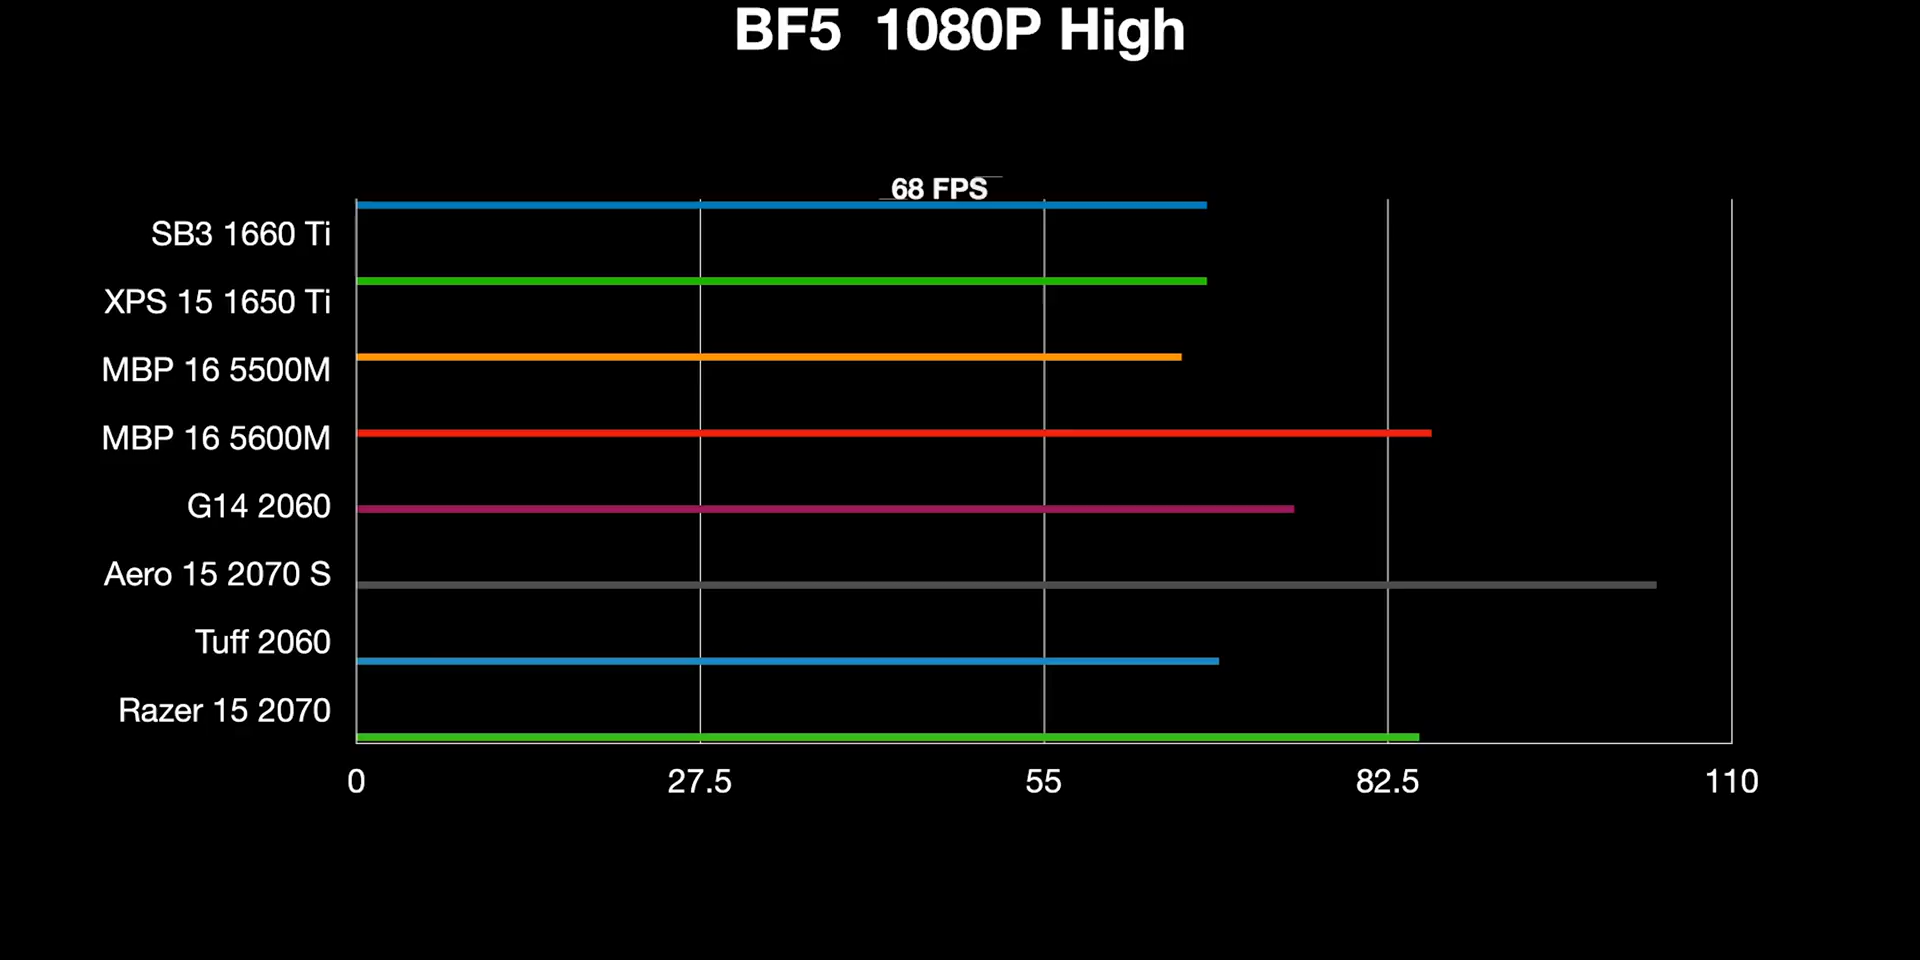 BF5 1080P High
68 FPS
SB3 1660 Ti
XPS 15 1650 Ti
MBP 16 5500M
MBP 16 5600M
G14 2060
Aero 15 2070 S
Tuff 2060
Razer 15 2070
0 27.5 55 82.5 110